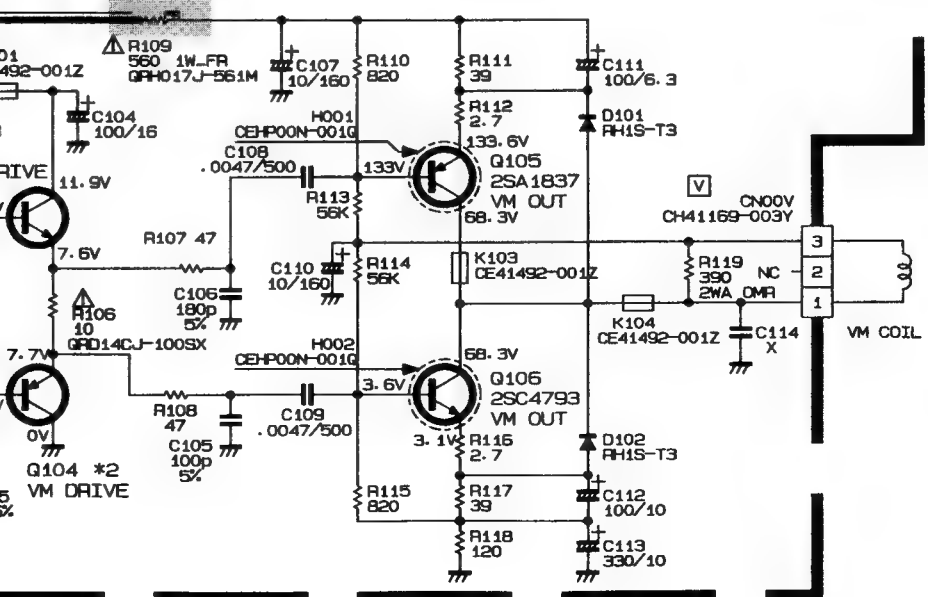 R109
560 1W-FR
QRH017J-561M
01
492-001Z
C104
100/16
RIVE
11.9V
7.6V
C107
10/160
R110
820
R111
39
R112
2.7
C111
100/6.3
D101
RH1S-T3
H001
CEHP00N-001Q
C108
.0047/500
133V
133.6V
Q105
2SA1837
VM OUT
68.3V
R113
56K
V
CN00V
CH41169-003Y
R107 47
C106
180p
5%
C110
10/160
R114
56K
K103
CE41492-001Z
R119
390
2WA OMR
3
NC
2
1
VM COIL
K104
CE41492-001Z
C114
X
R106
10
QRD14CJ-100SX
7.7V
H002
CEHP00N-001Q
68.3V
3.6V
Q106
2SC4793
VM OUT
3.1V
R108
47
C109
.0047/500
C105
100p
5%
0V
Q104 *2
VM DRIVE
5
%
R116
2.7
D102
RH1S-T3
R115
820
R117
39
C112
100/10
R118
120
C113
330/10